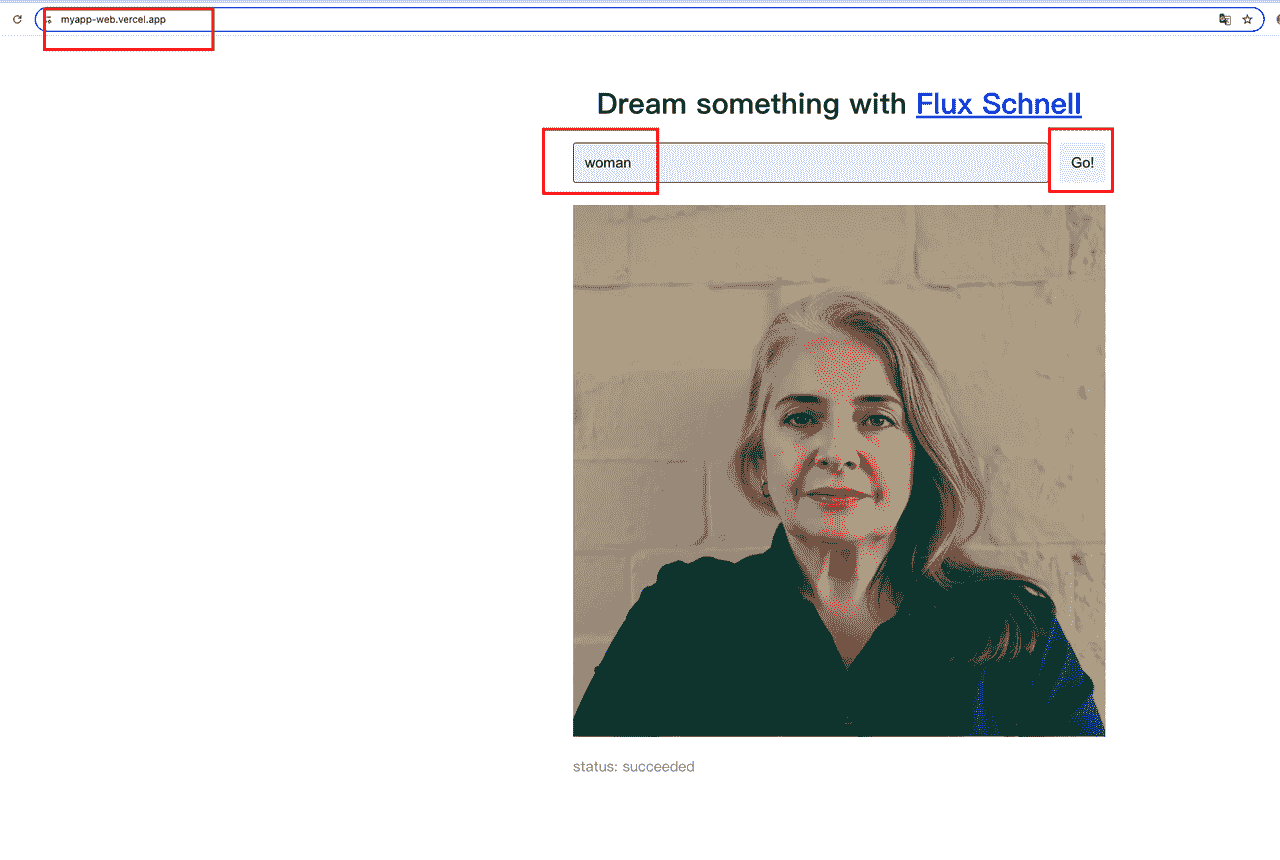 myapp-web.vercel.app
Dream something with Flux Schnell
woman
Go!
status: succeeded